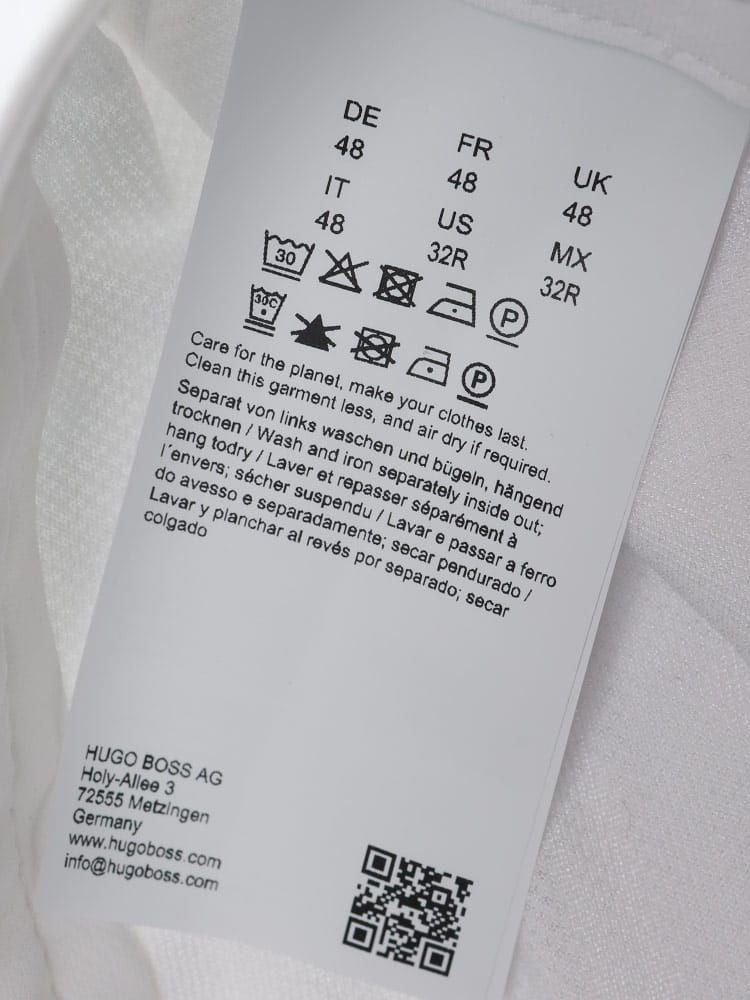 DE
48
FR
48
UK
48
IT
48
US
32R
MX
32R
30
P
30C
P
Care for the planet, make your clothes last.
Clean this garment less, and air dry if required.
Separat von links waschen und bügeln, hängend
trocknen / Wash and iron separately inside out;
hang todry / Laver et repasser séparément à
l´envers; sécher suspendu / Lavar e passar a ferro
do avesso e separadamente; secar pendurado /
Lavar y planchar al revés por separado; secar
colgado
HUGO BOSS AG
Holy-Allee 3
72555 Metzingen
Germany
www.hugoboss.com
info@hugoboss.com